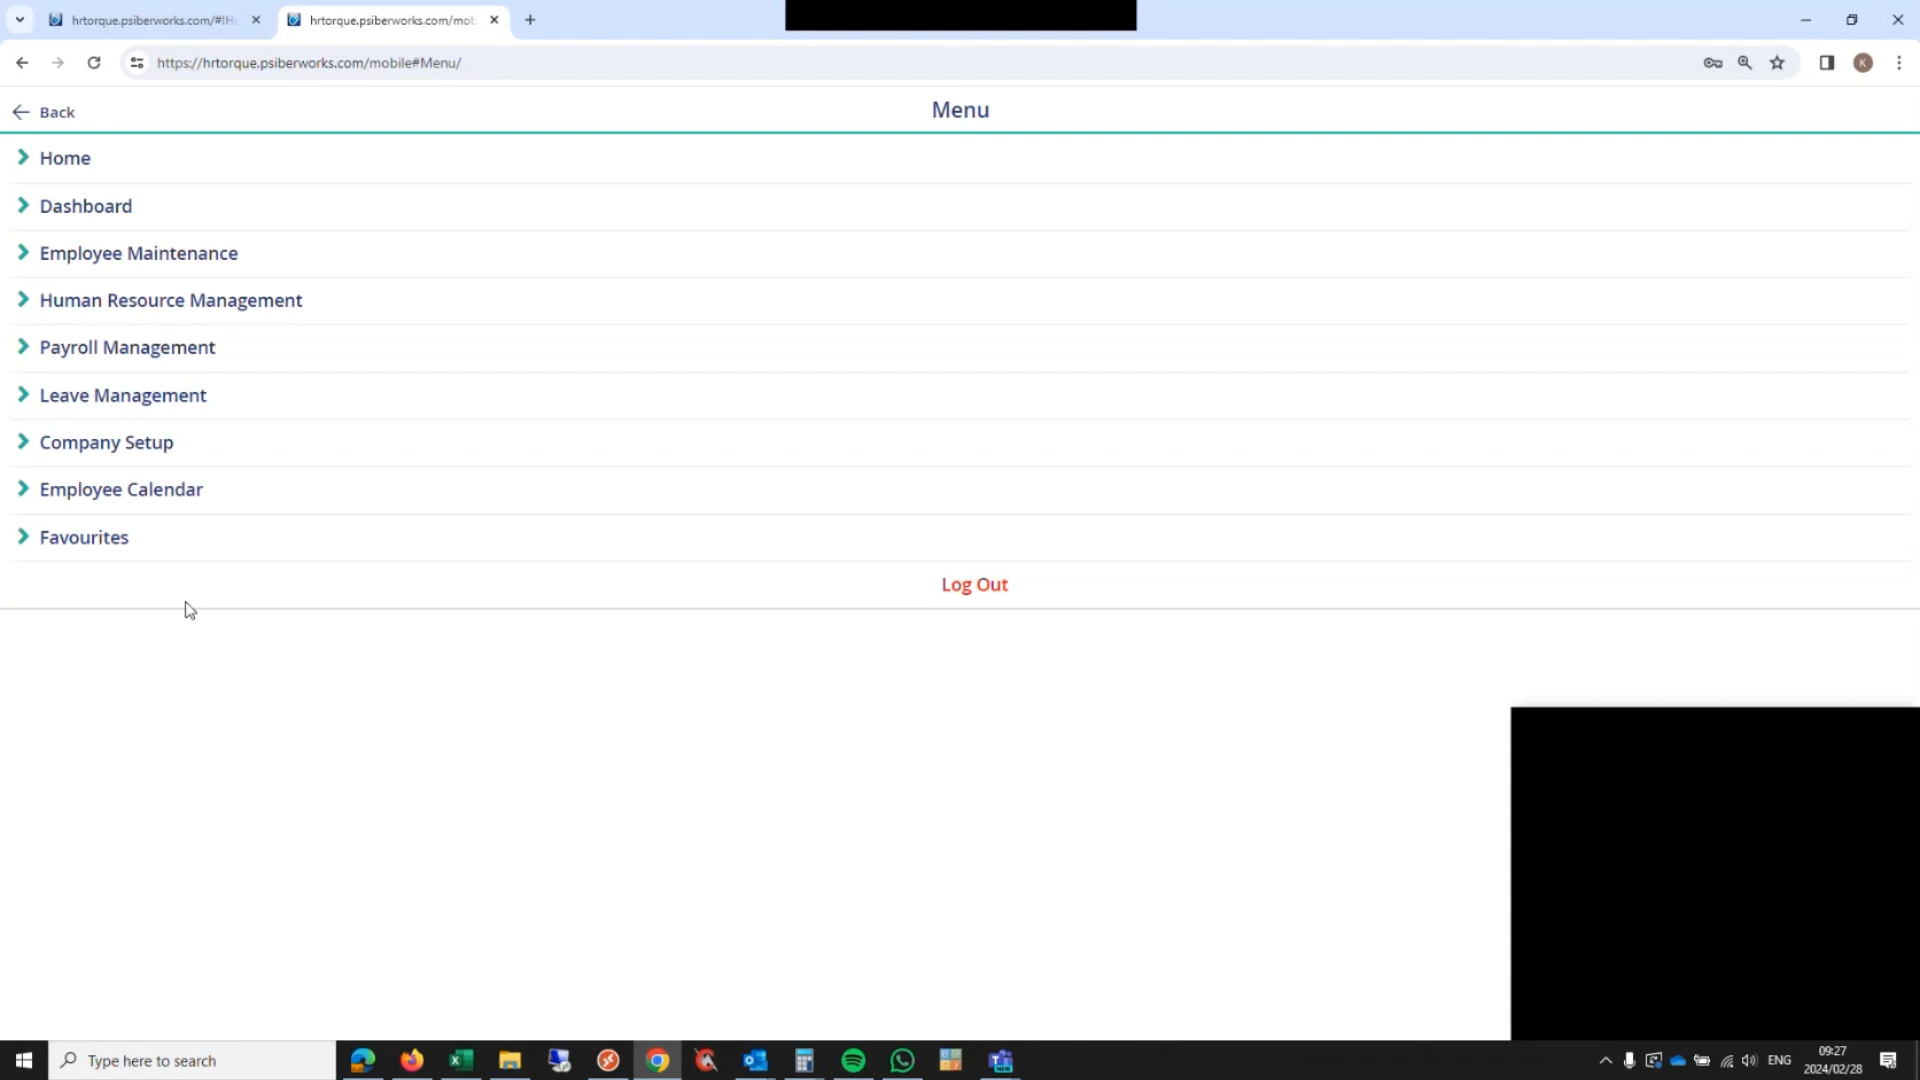 hrtorque.psiberworks.com/#!H
hrtorque.psiberworks.com/mob
https://hrtorque.psiberworks.com/mobile#Menu/
K
Back
Menu
Home
Dashboard
Employee Maintenance
Human Resource Management
Payroll Management
Leave Management
Company Setup
Employee Calendar
Favourites
Log Out
Type here to search
ENG
09:27
2024/02/28